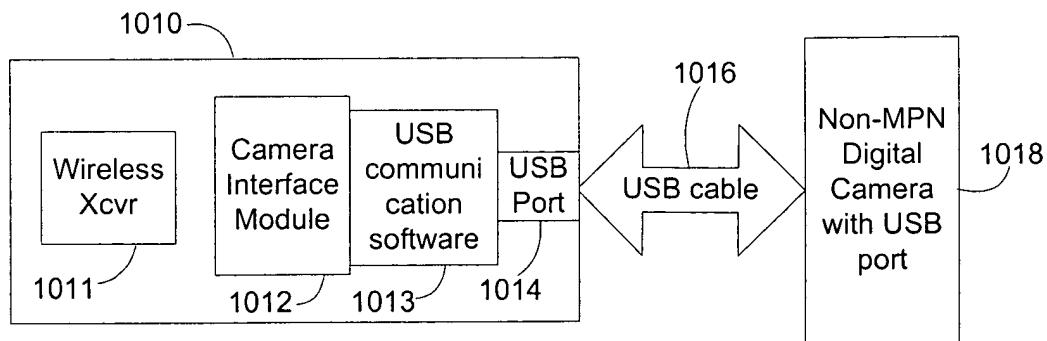 1010
Wireless
Xcvr
1011
Camera
Interface
Module
1012
USB
communi
cation
software
1013
USB
Port
1014
1016
USB cable
Non-MPN
Digital
Camera
with USB
port
1018